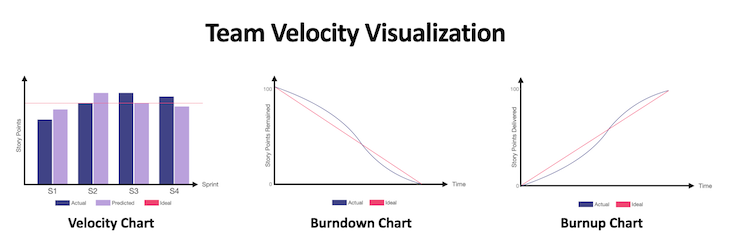 Team Velocity Visualization
Story Points
S1 S2 S3 S4
Sprint
Actual Predicted Ideal
Velocity Chart
100
Story Points Remained
0
Time
Actual Ideal
Burndown Chart
100
Story Points Delivered
0
Time
Actual Ideal
Burnup Chart